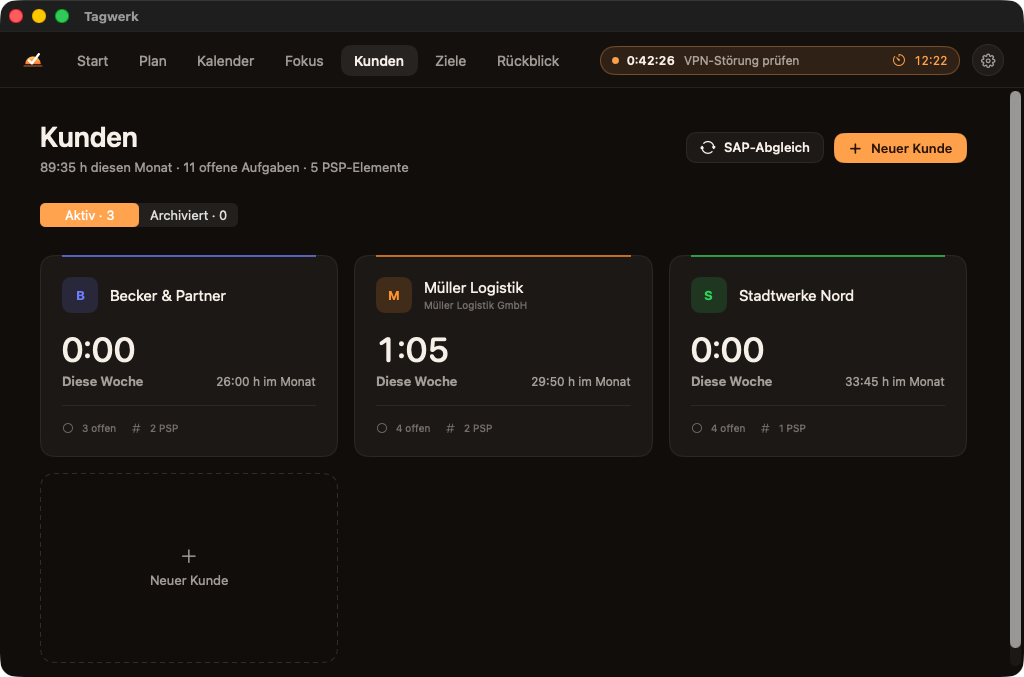 Tagwerk
Start Plan Kalender Fokus Kunden Ziele Rückblick 0:42:26 VPN-Störung prüfen 12:22
Kunden
89:35 h diesen Monat · 11 offene Aufgaben · 5 PSP-Elemente
SAP-Abgleich
+ Neuer Kunde
Aktiv · 3 Archiviert · 0
B Becker & Partner
0:00
Diese Woche 26:00 h im Monat
3 offen # 2 PSP
M Müller Logistik
Müller Logistik GmbH
1:05
Diese Woche 29:50 h im Monat
4 offen # 2 PSP
S Stadtwerke Nord
0:00
Diese Woche 33:45 h im Monat
4 offen # 1 PSP
+
Neuer Kunde